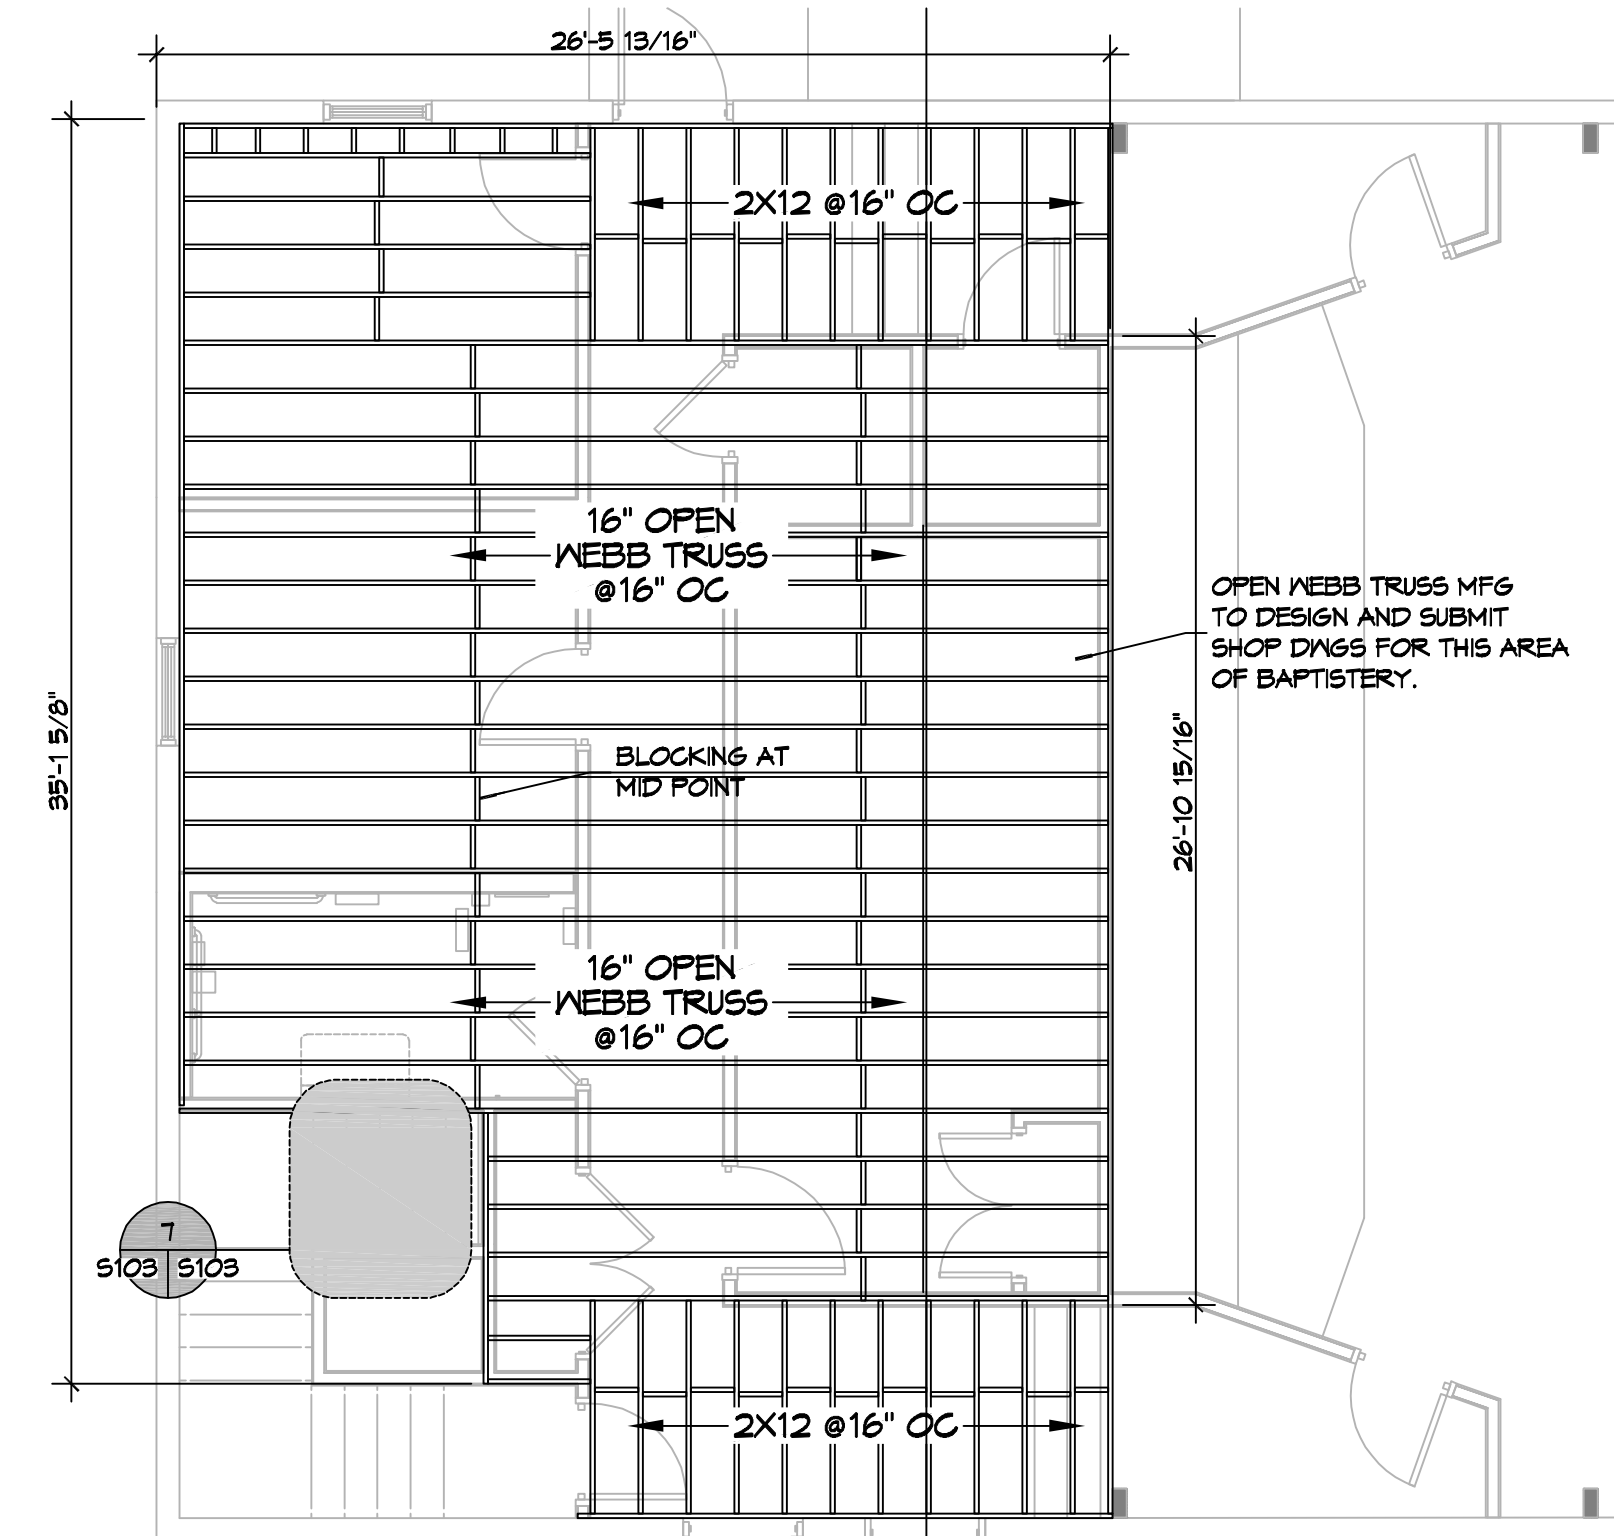 26'-5 13/16"
2X12 @16" OC
16" OPEN
WEBB TRUSS
@16" OC
OPEN WEBB TRUSS MFG
TO DESIGN AND SUBMIT
SHOP DWGS FOR THIS AREA
OF BAPTISTERY.
35'-1 5/8"
26'-10 15/16"
BLOCKING AT
MID POINT
16" OPEN
WEBB TRUSS
@16" OC
7
S103 S103
2X12 @16" OC